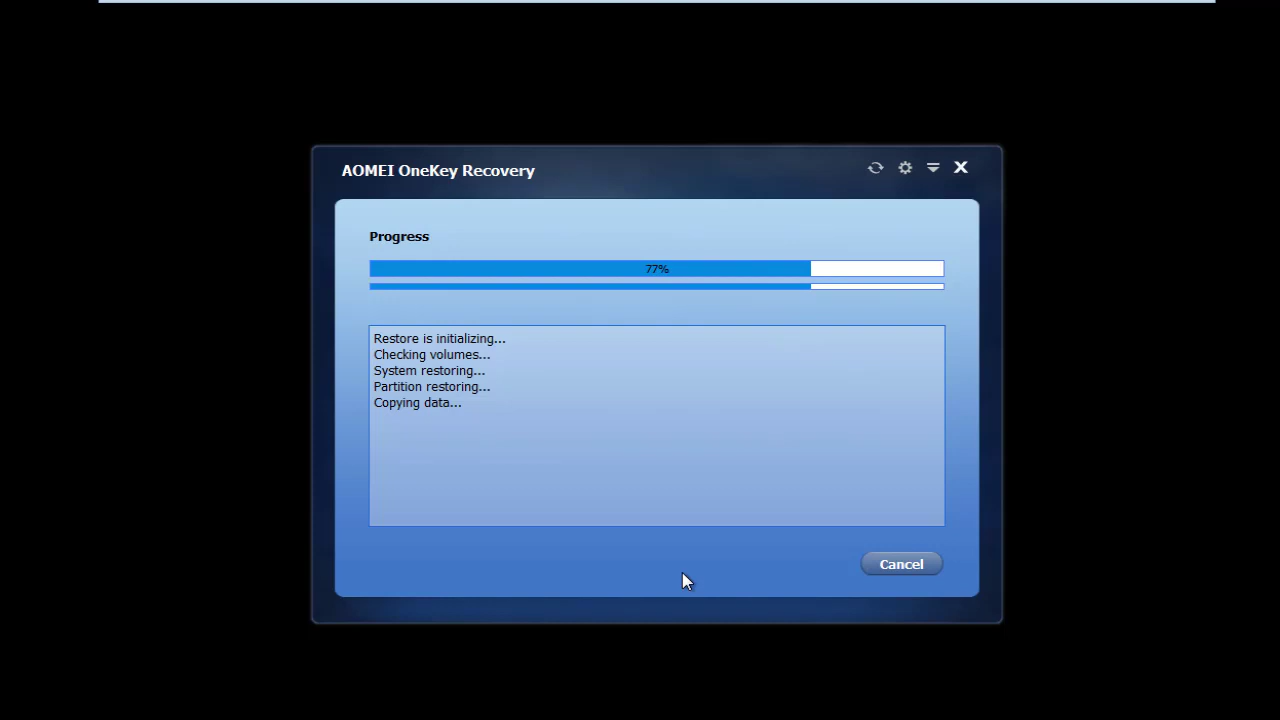 AOMEI OneKey Recovery
Progress
77%
Restore is initializing...
Checking volumes...
System restoring...
Partition restoring...
Copying data...
Cancel